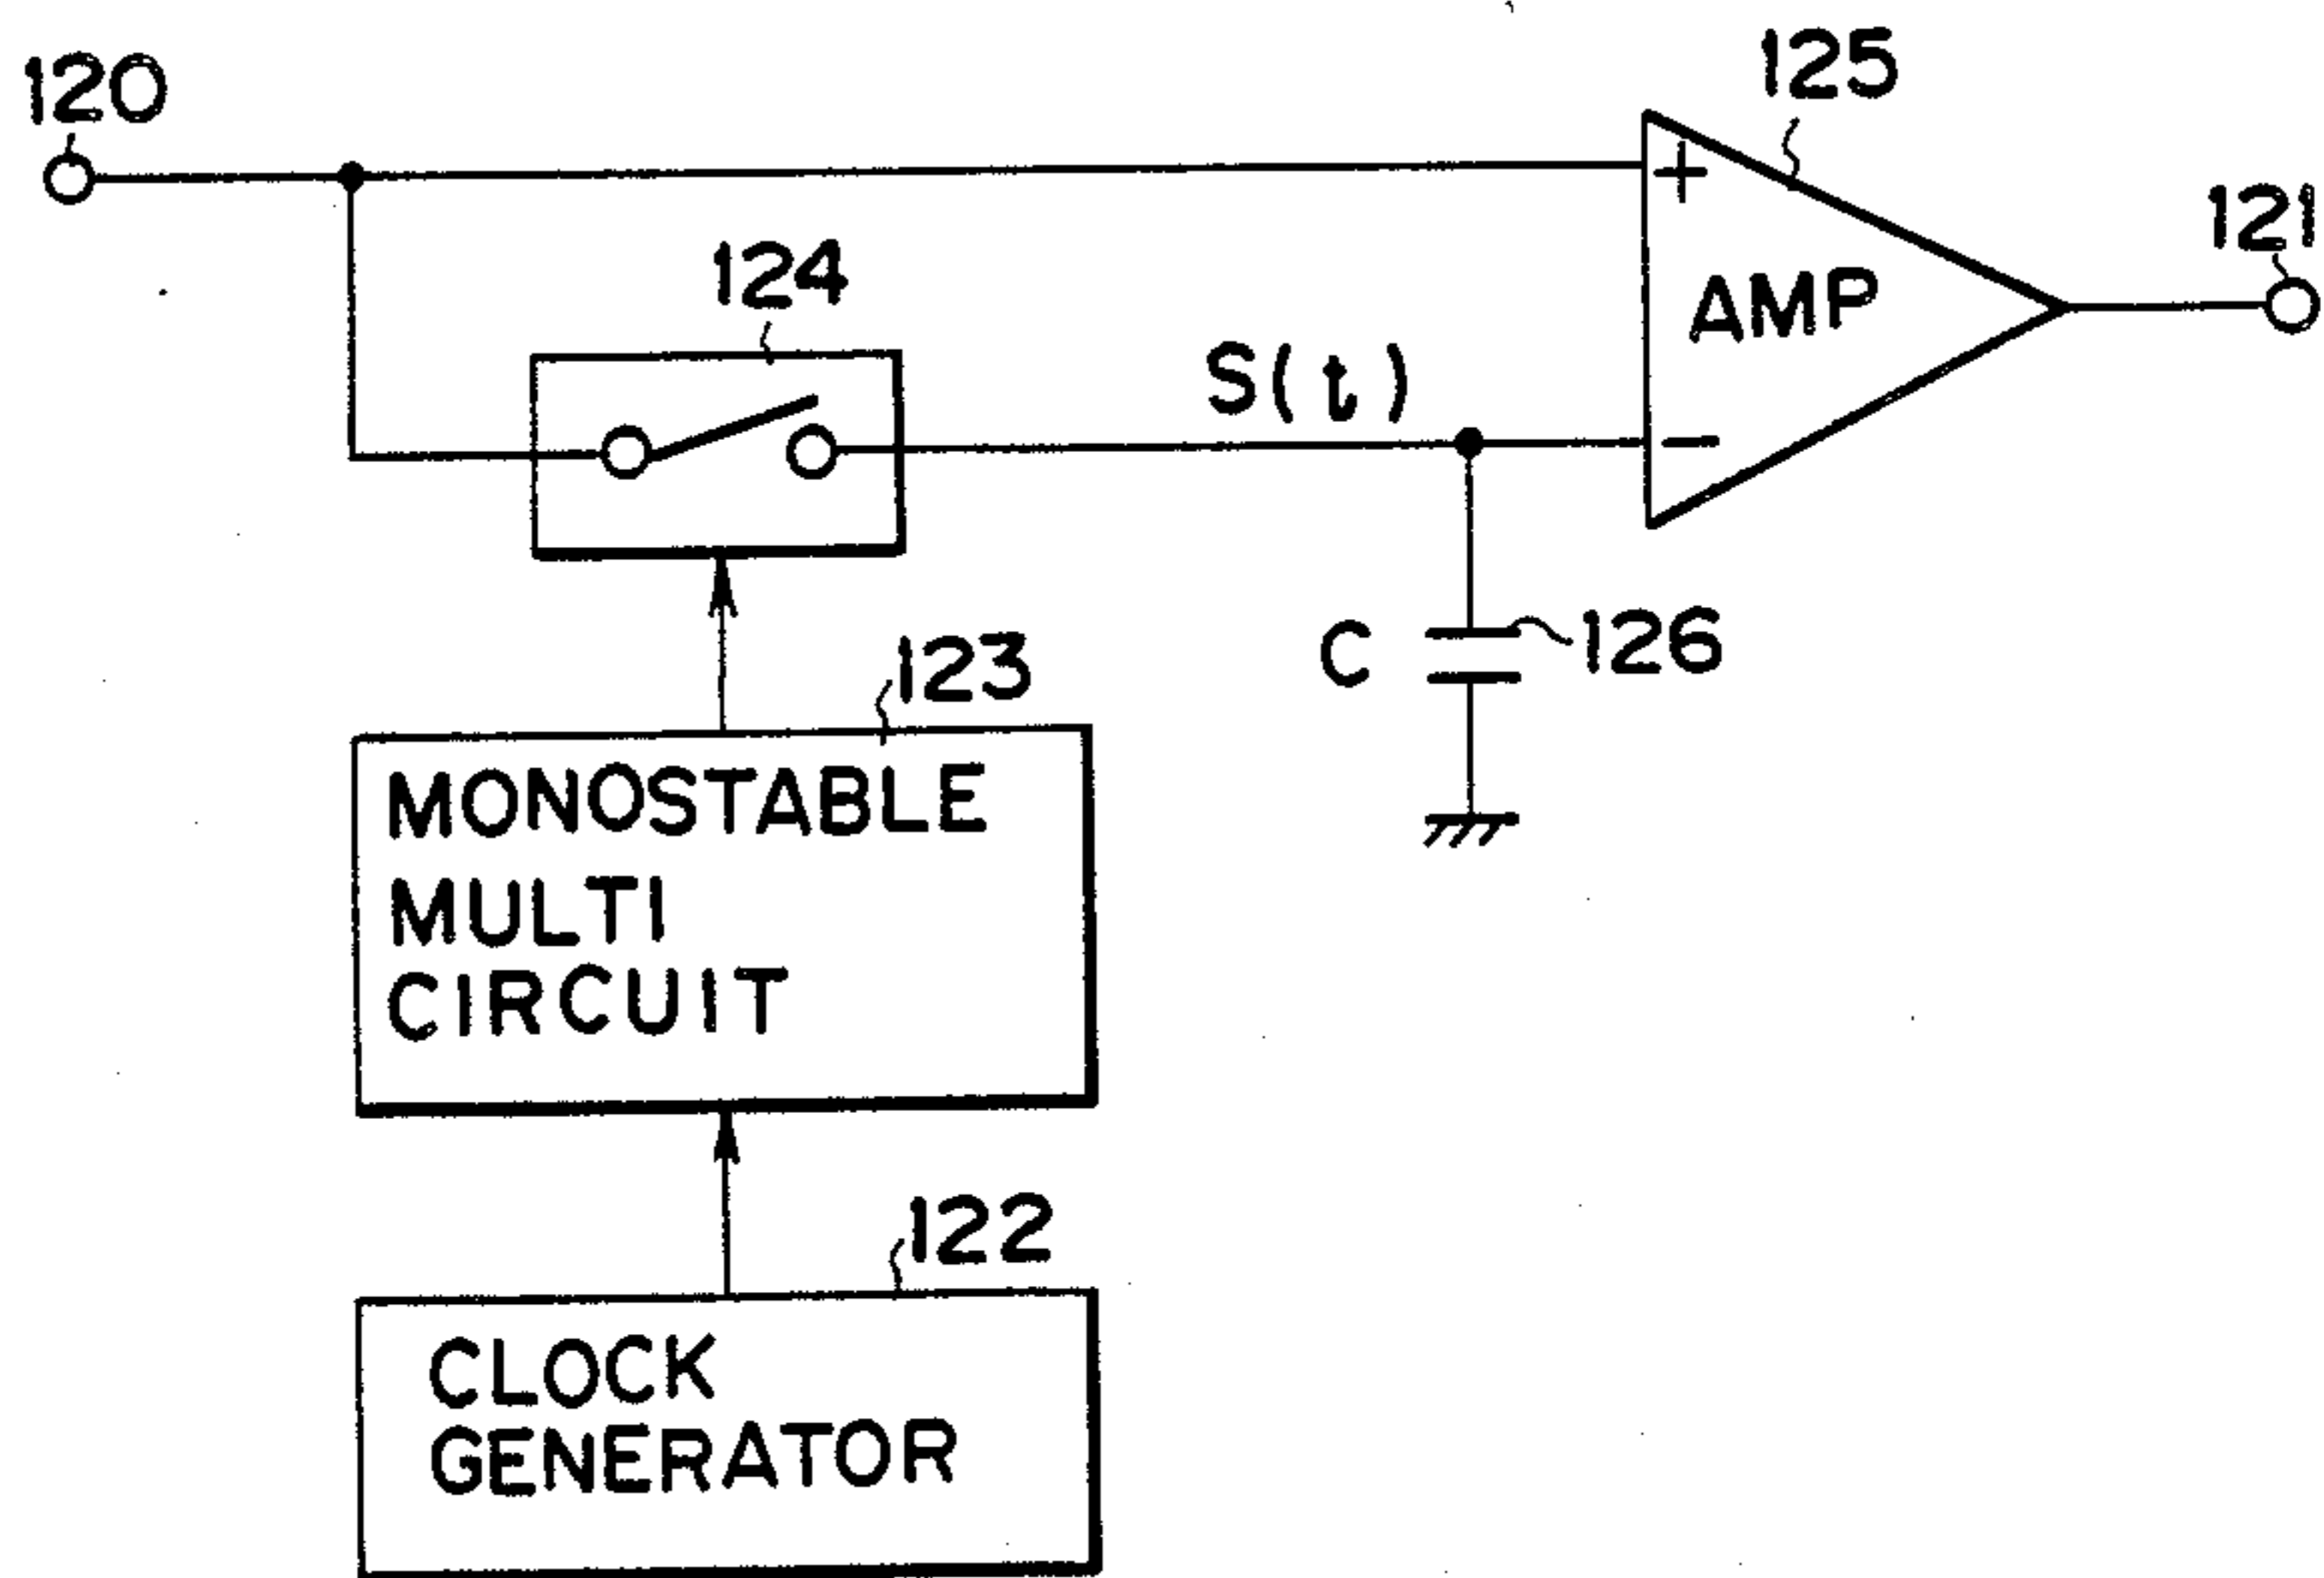 120
125
121
+
124
AMP
S(t)
−
C
126
123
MONOSTABLE
MULTI
CIRCUIT
122
CLOCK
GENERATOR